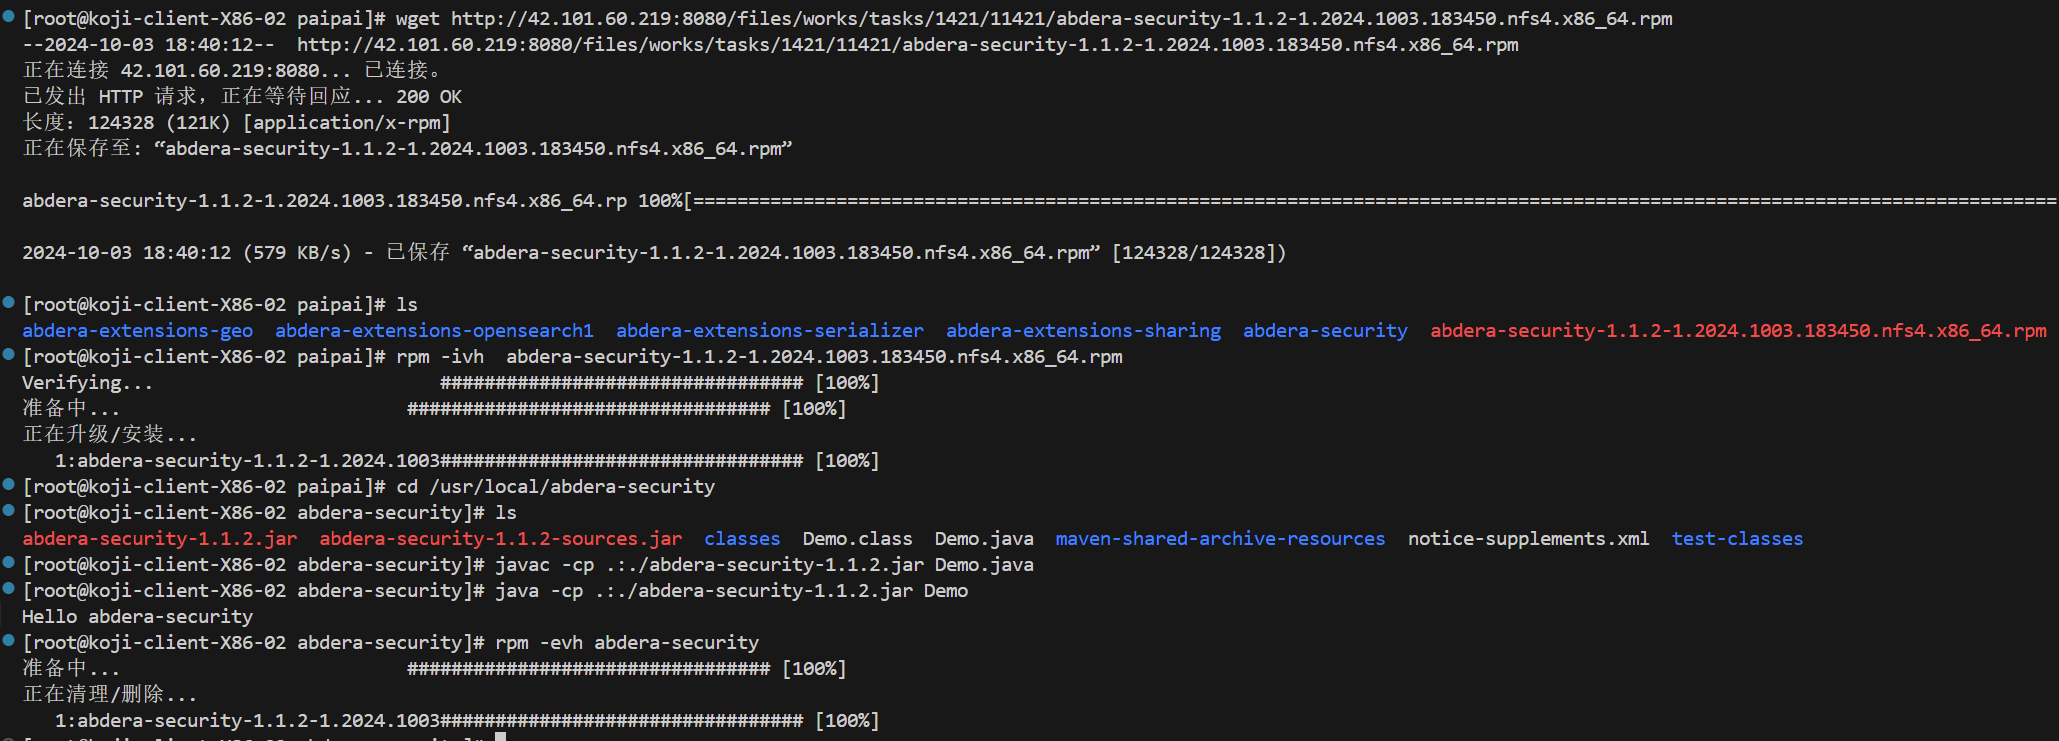 [root@koji-client-X86-02 paipai]# wget http://42.101.60.219:8080/files/works/tasks/1421/11421/abdera-security-1.1.2-1.2024.1003.183450.nfs4.x86_64.rpm
--2024-10-03 18:40:12--  http://42.101.60.219:8080/files/works/tasks/1421/11421/abdera-security-1.1.2-1.2024.1003.183450.nfs4.x86_64.rpm
正在连接 42.101.60.219:8080... 已连接。
已发出 HTTP 请求，正在等待回应... 200 OK
长度：124328 (121K) [application/x-rpm]
正在保存至: “abdera-security-1.1.2-1.2024.1003.183450.nfs4.x86_64.rpm”
abdera-security-1.1.2-1.2024.1003.183450.nfs4.x86_64.rp 100%[============================================================================================================================
2024-10-03 18:40:12 (579 KB/s) - 已保存 “abdera-security-1.1.2-1.2024.1003.183450.nfs4.x86_64.rpm” [124328/124328])
[root@koji-client-X86-02 paipai]# ls
abdera-extensions-geo  abdera-extensions-opensearch1  abdera-extensions-serializer  abdera-extensions-sharing  abdera-security  abdera-security-1.1.2-1.2024.1003.183450.nfs4.x86_64.rpm
[root@koji-client-X86-02 paipai]# rpm -ivh  abdera-security-1.1.2-1.2024.1003.183450.nfs4.x86_64.rpm
Verifying...                          ################################# [100%]
准备中...                          ################################# [100%]
正在升级/安装...
   1:abdera-security-1.1.2-1.2024.1003################################# [100%]
[root@koji-client-X86-02 paipai]# cd /usr/local/abdera-security
[root@koji-client-X86-02 abdera-security]# ls
abdera-security-1.1.2.jar  abdera-security-1.1.2-sources.jar  classes  Demo.class  Demo.java  maven-shared-archive-resources  notice-supplements.xml  test-classes
[root@koji-client-X86-02 abdera-security]# javac -cp .:./abdera-security-1.1.2.jar Demo.java
[root@koji-client-X86-02 abdera-security]# java -cp .:./abdera-security-1.1.2.jar Demo
Hello abdera-security
[root@koji-client-X86-02 abdera-security]# rpm -evh abdera-security
准备中...                          ################################# [100%]
正在清理/删除...
   1:abdera-security-1.1.2-1.2024.1003################################# [100%]
[root@koji-client-X86-02 abdera-security]#